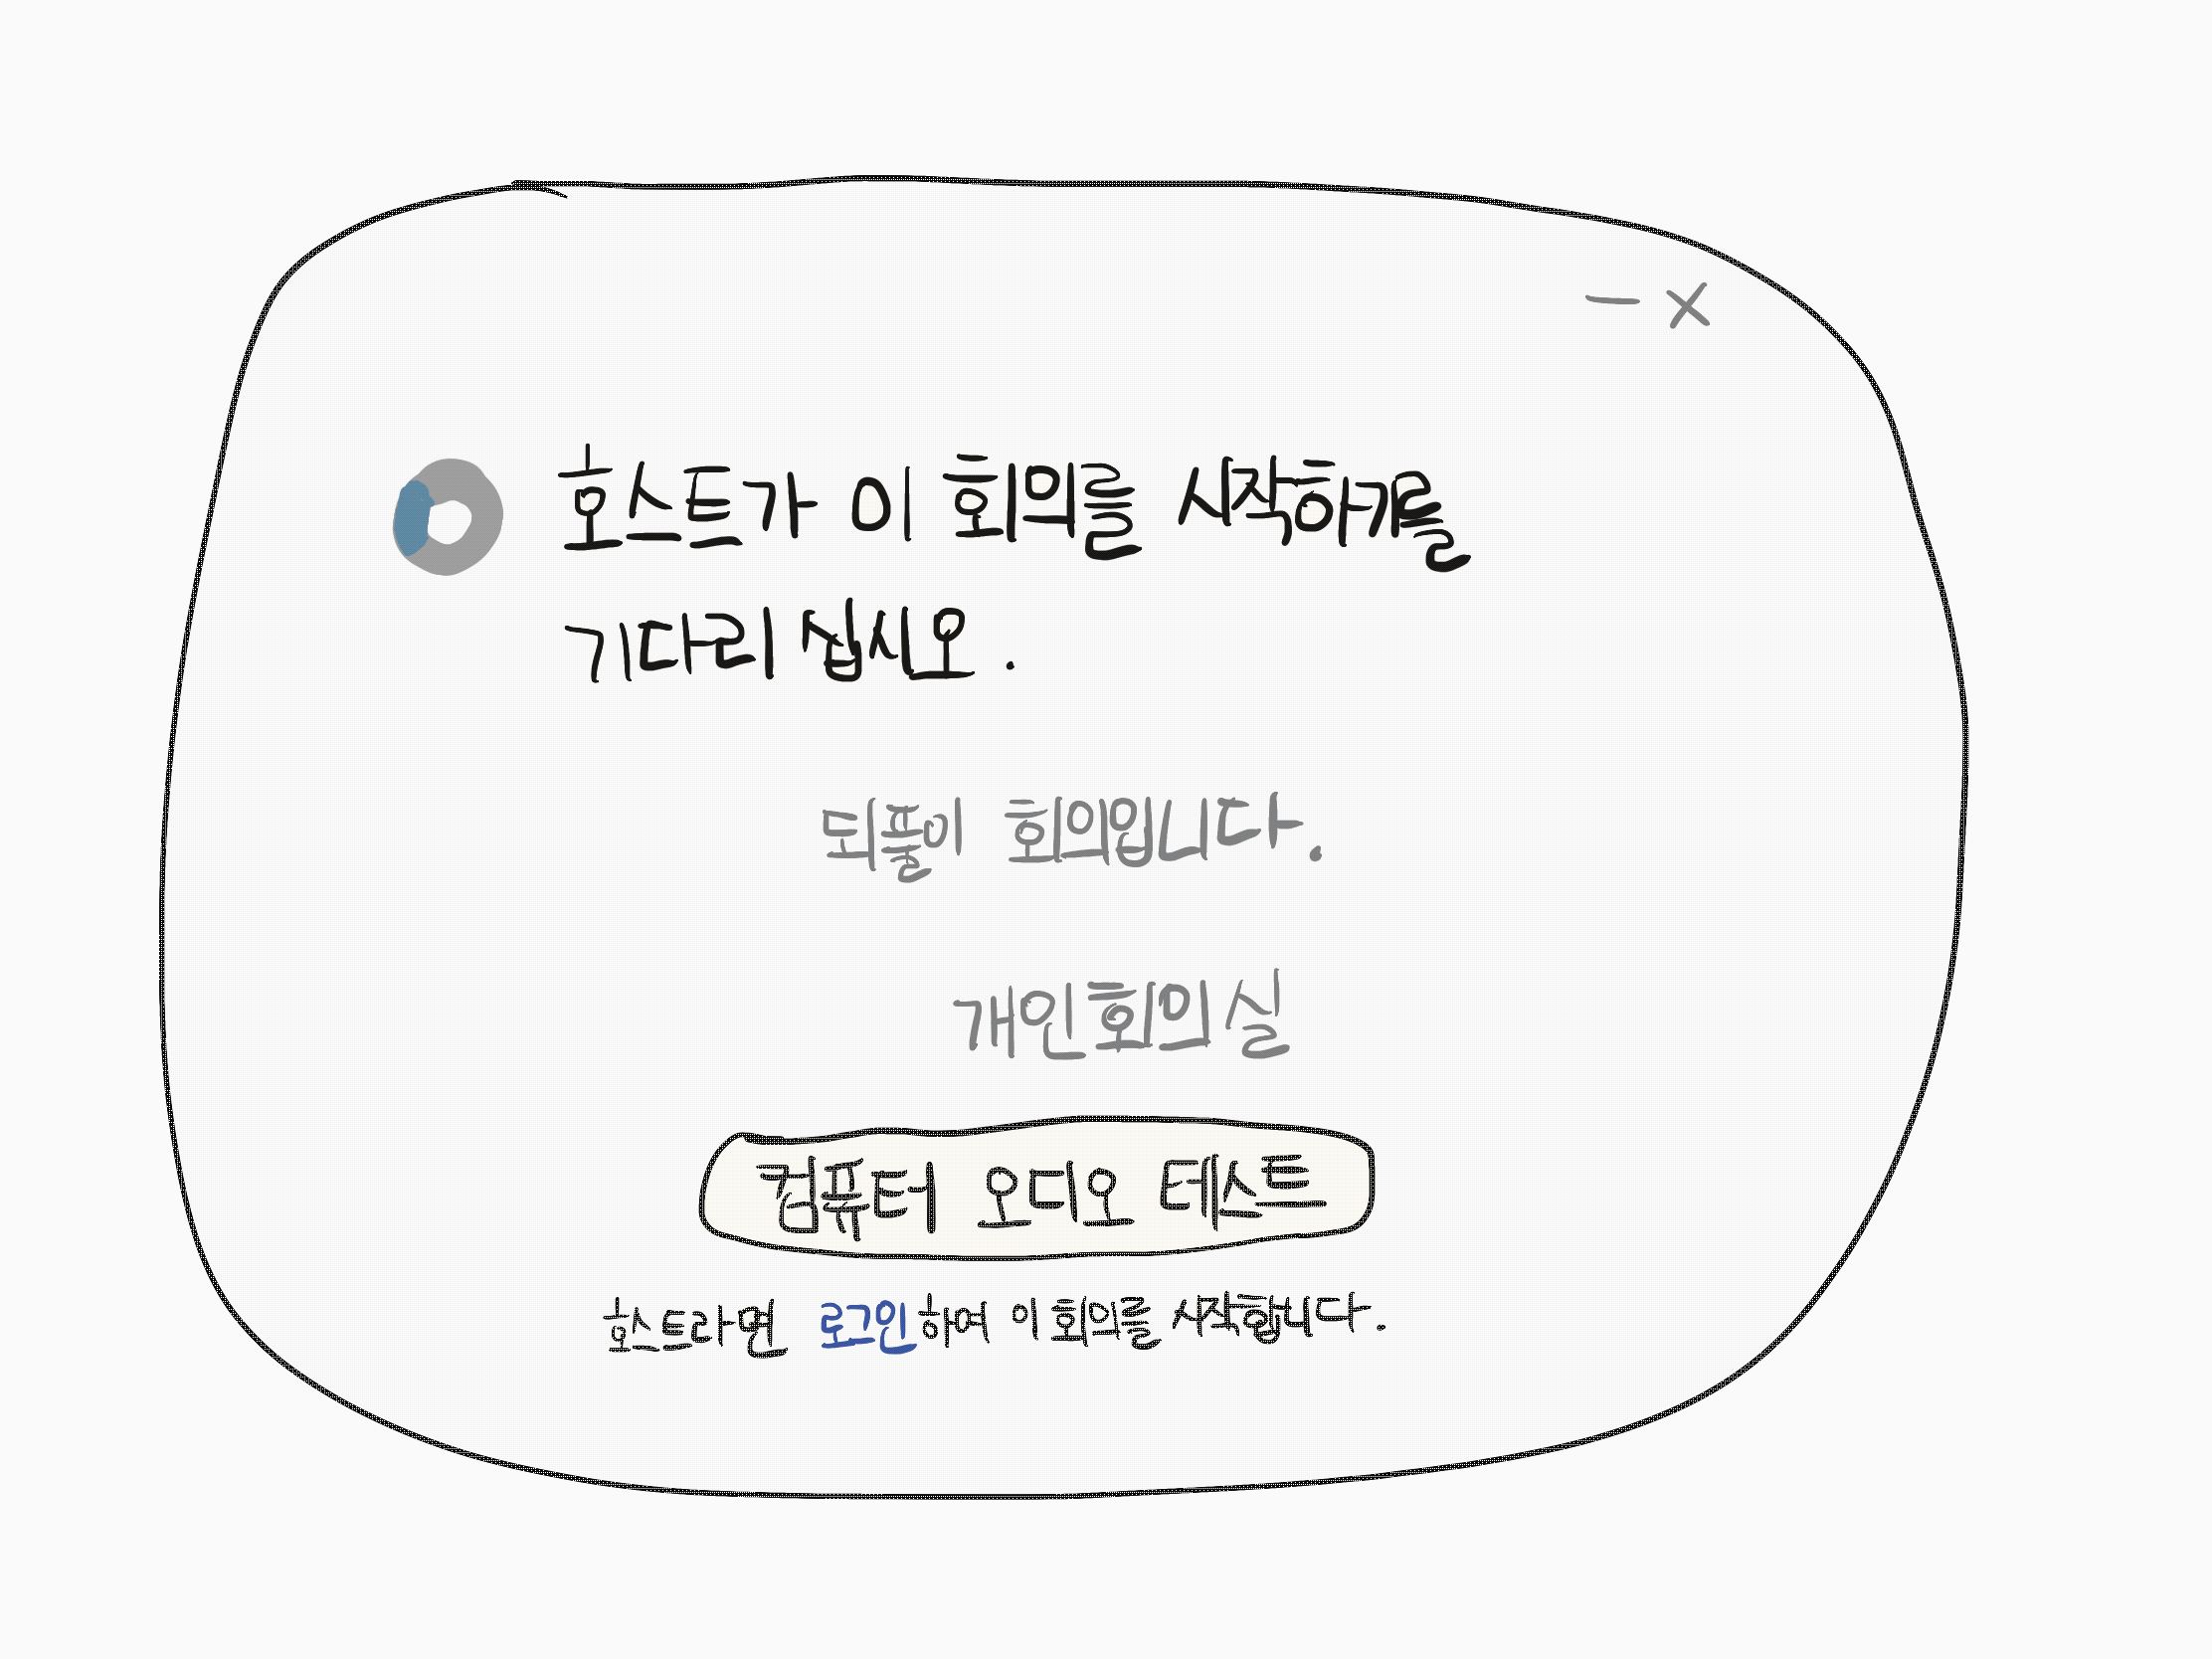 호스트가 이 회의를 시작하기를
기다리 십시오.
되풀이 회의입니다.
개인회의실
컴퓨터 오디오 테스트
호스트라면 로그인하여 이 회의를 시작합니다.